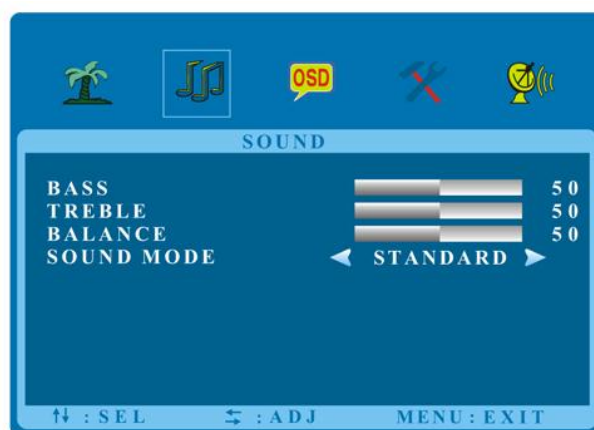 OSD
SOUND
BASS 50
TREBLE 50
BALANCE 50
SOUND MODE STANDARD
: SEL : ADJ MENU : EXIT